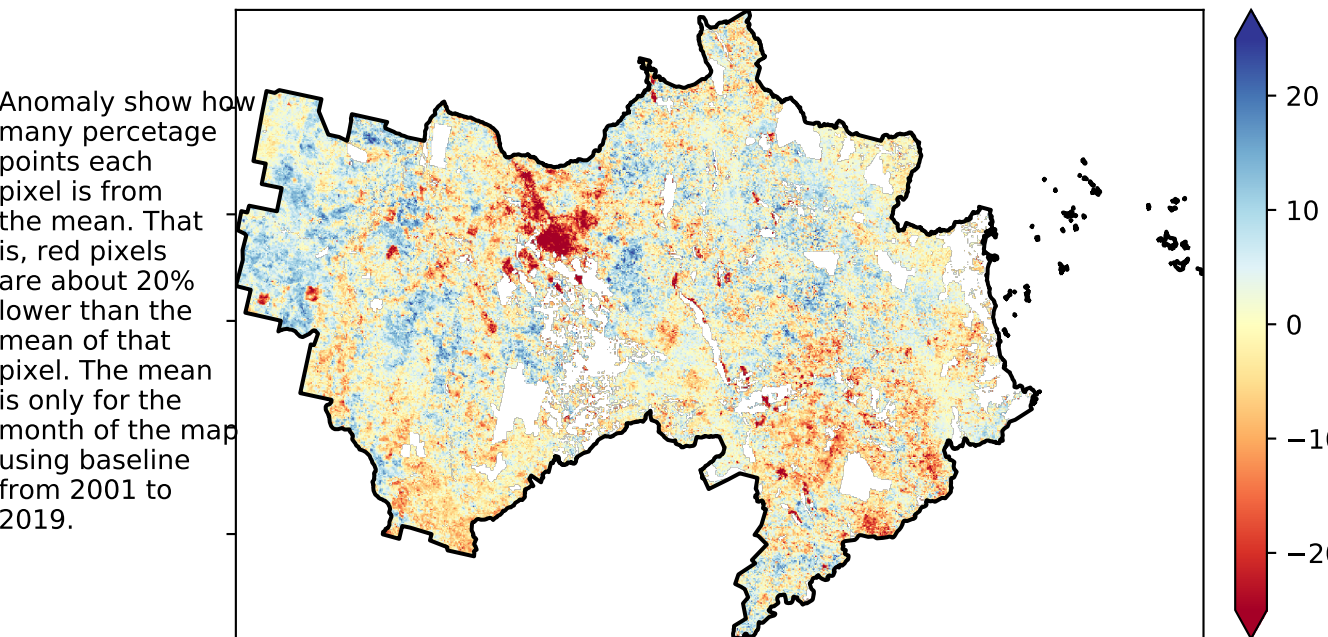 Anomaly show how
many percetage
points each
pixel is from
the mean. That
is, red pixels
are about 20%
lower than the
mean of that
pixel. The mean
is only for the
month of the map
using baseline
from 2001 to
2019.
20
10
0
−10
−20